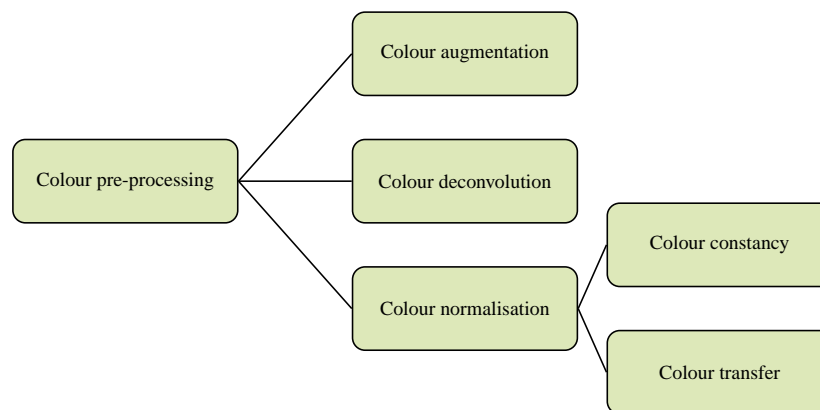 Colour augmentation
Colour pre-processing
Colour deconvolution
Colour constancy
Colour normalisation
Colour transfer